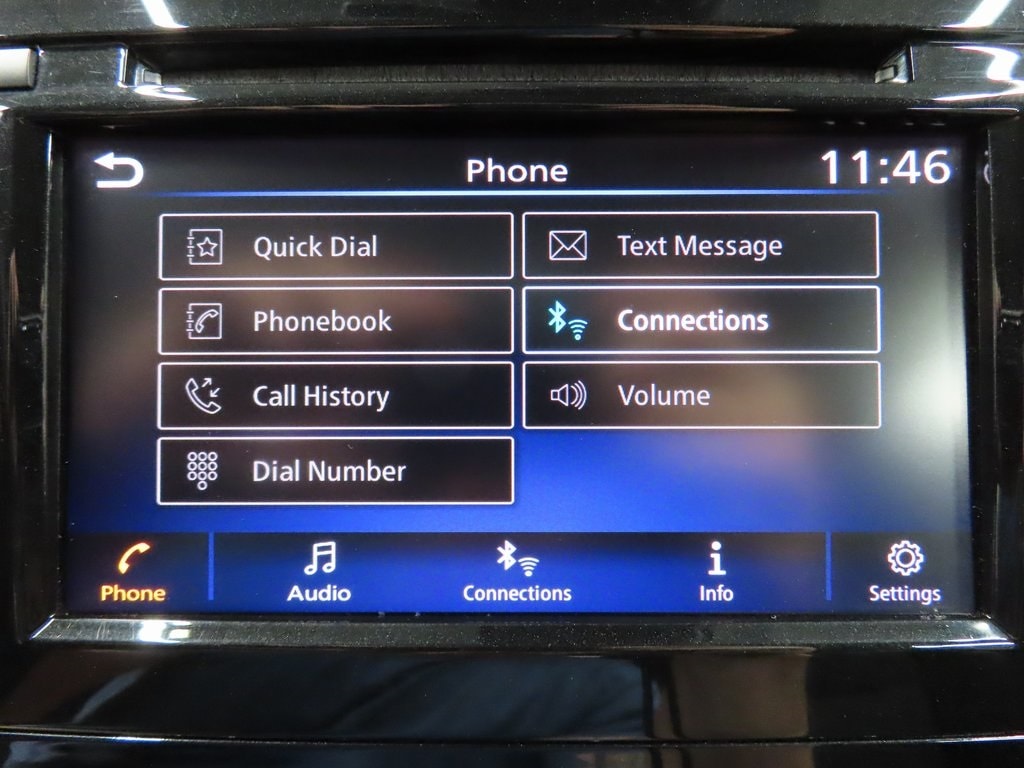 Phone
11:46
Quick Dial
Text Message
Phonebook
Connections
Call History
Volume
Dial Number
Phone
Audio
Connections
Info
Settings